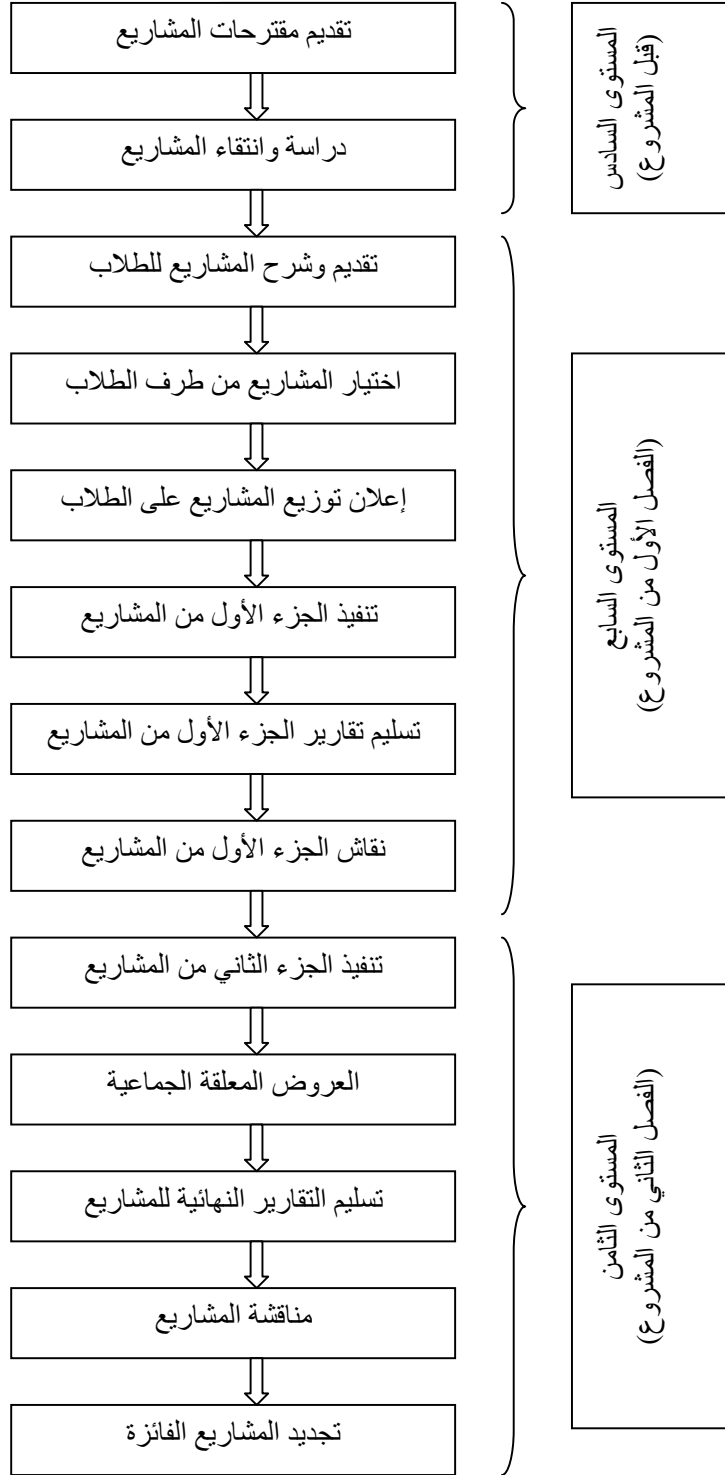 تقديم مقترحات المشاريع
دراسة وانتقاء المشاريع
المستوى السادس
(قبل المشروع)
تقديم وشرح المشاريع للطلاب
اختيار المشاريع من طرف الطلاب
إعلان توزيع المشاريع على الطلاب
تنفيذ الجزء الأول من المشاريع
تسليم تقارير الجزء الأول من المشاريع
نقاش الجزء الأول من المشاريع
المستوى السابع
(الفصل الأول من المشروع)
تنفيذ الجزء الثاني من المشاريع
العروض المعلقة الجماعية
تسليم التقارير النهائية للمشاريع
مناقشة المشاريع
تجديد المشاريع الفائزة
المستوى الثامن
(الفصل الثاني من المشروع)